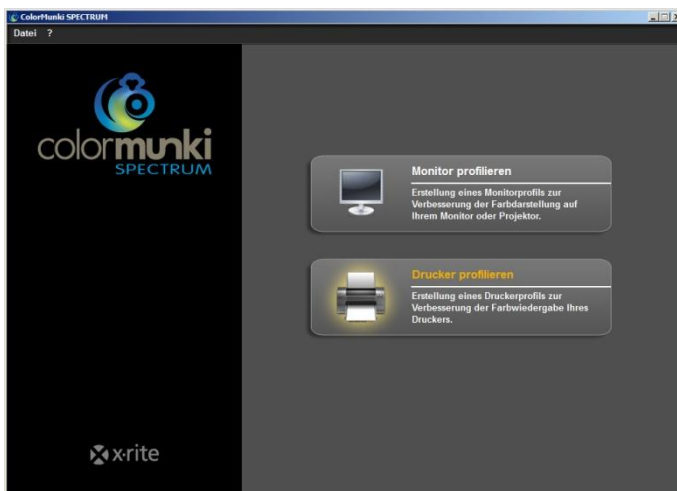 ColorMunki SPECTRUM
Datei ?
colormunki
SPECTRUM
Monitor profilieren
Erstellung eines Monitorprofils zur
Verbesserung der Farbdarstellung auf
Ihrem Monitor oder Projektor.
Drucker profilieren
Erstellung eines Druckerprofils zur
Verbesserung der Farbwiedergabe Ihres
Druckers.
x·rite